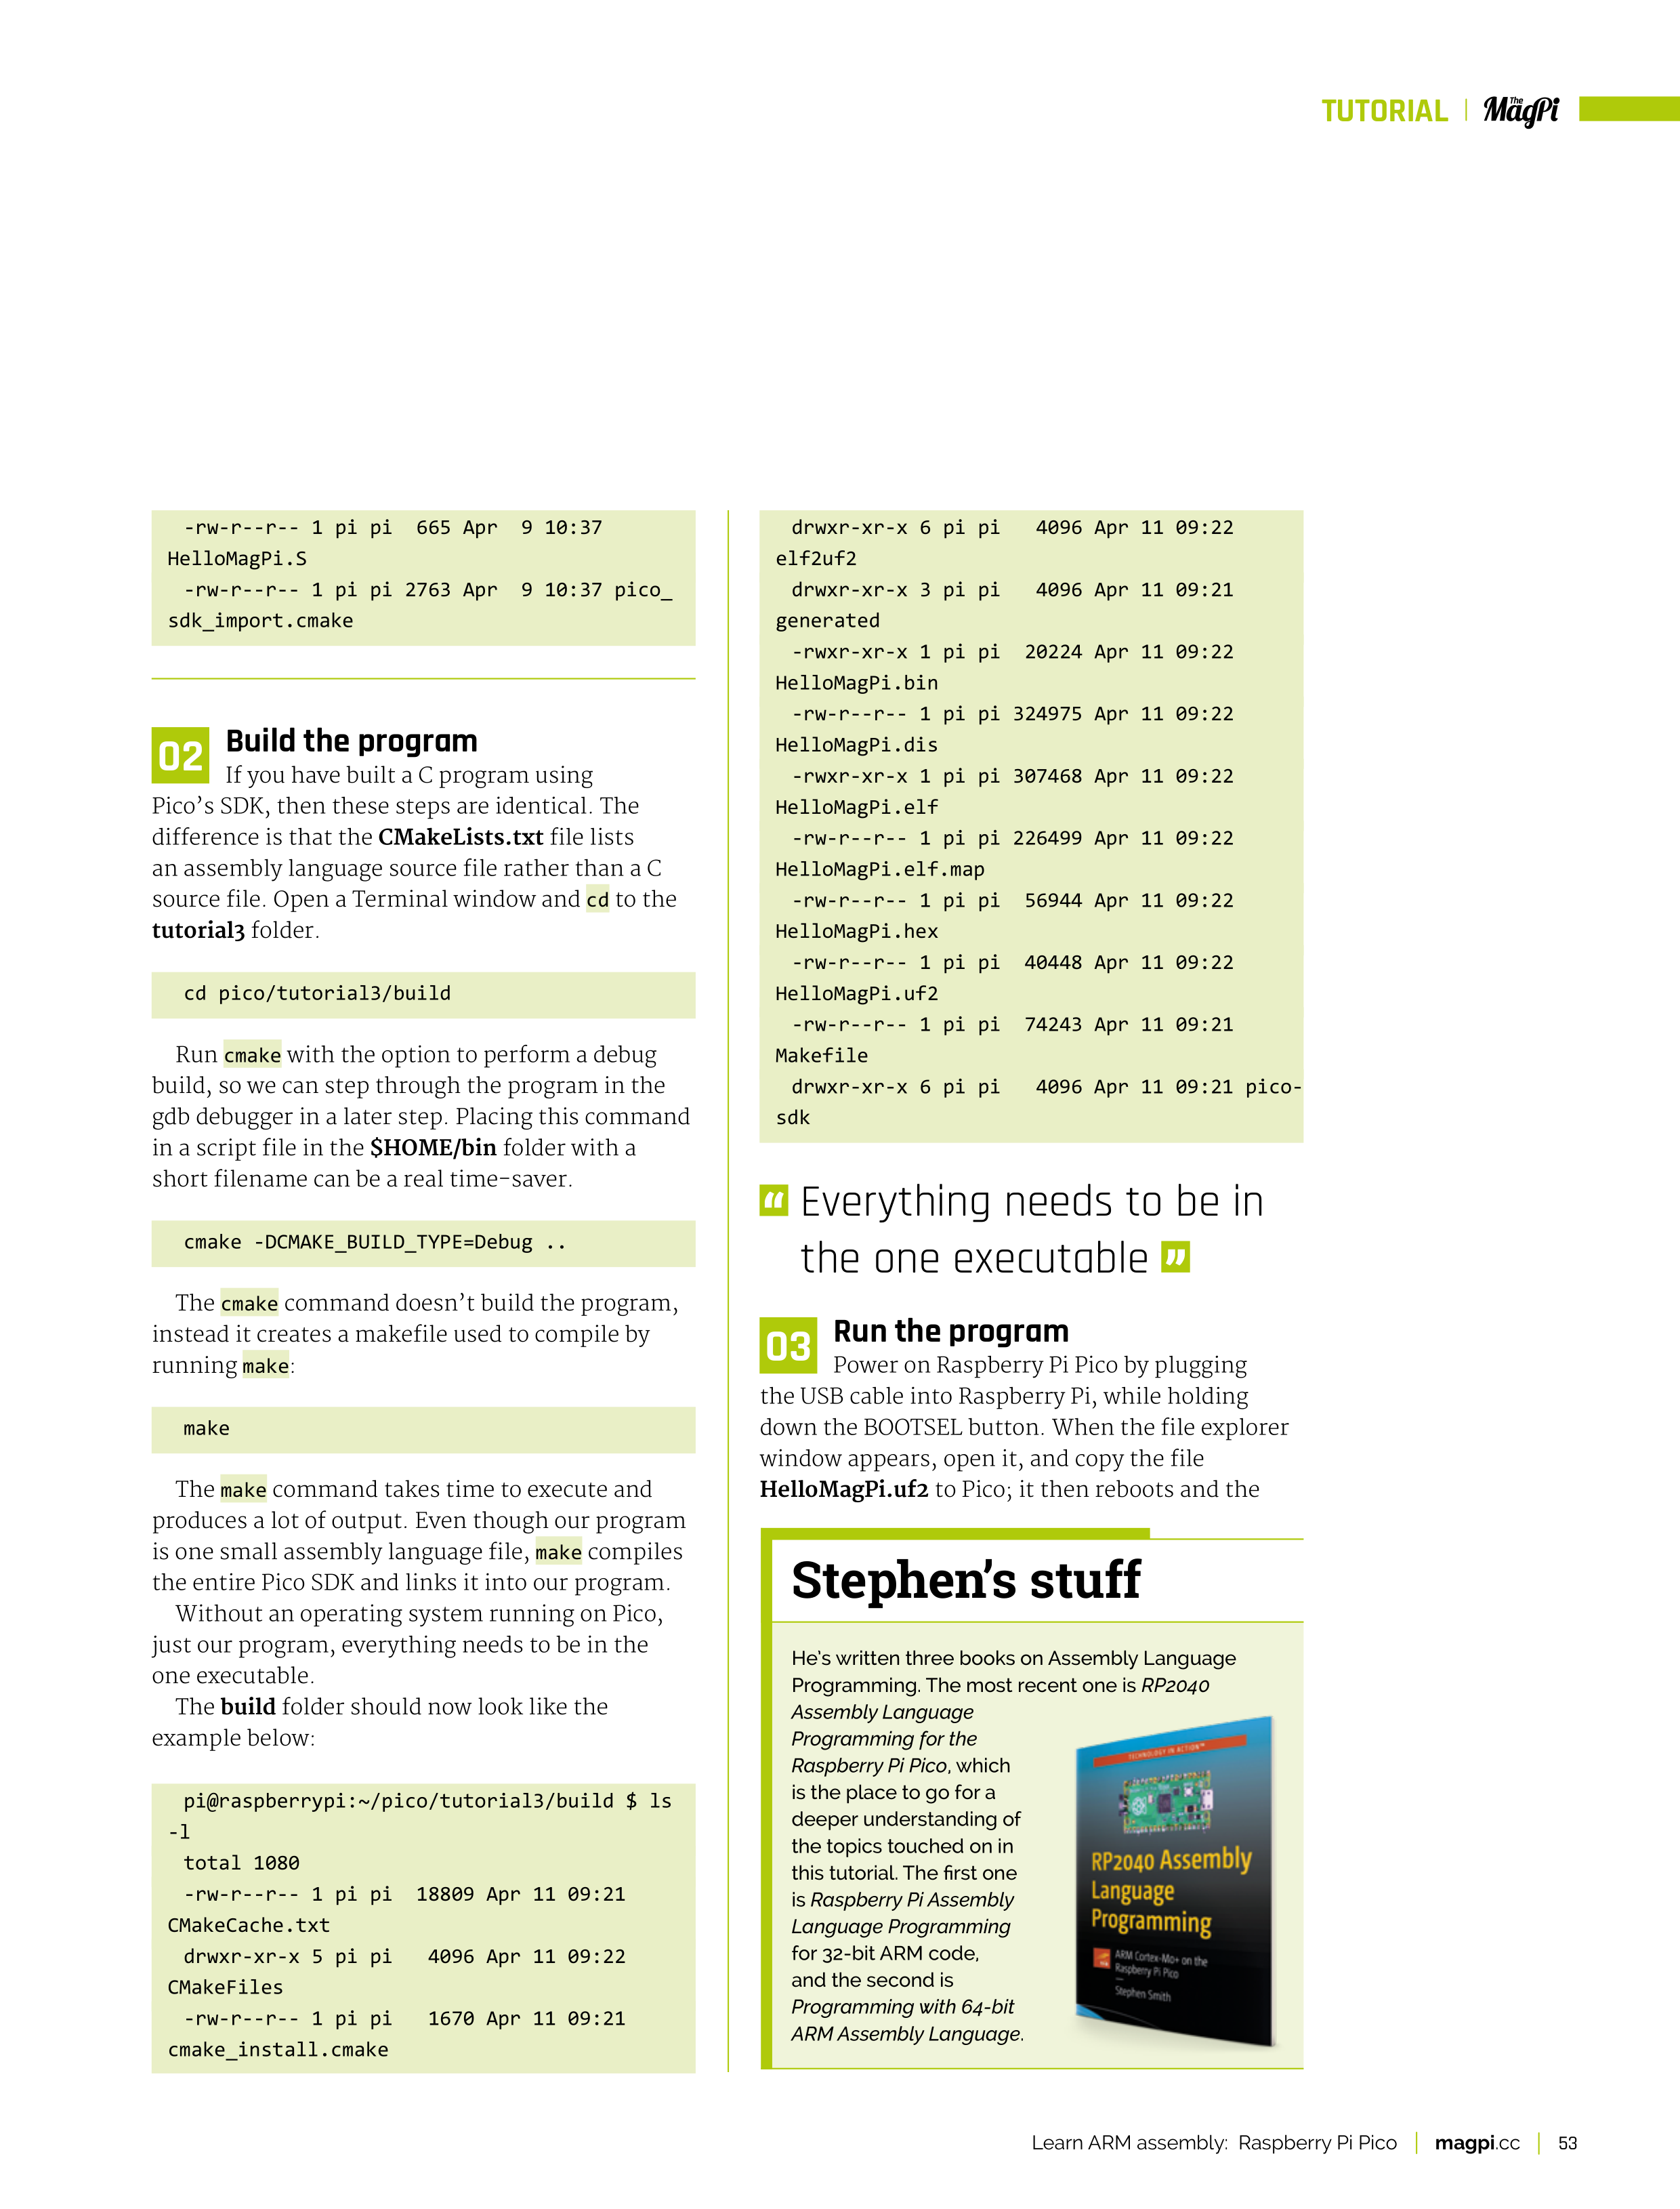 TUTORIAL
The MagPi
-rw-r--r-- 1 pi pi  665 Apr  9 10:37
HelloMagPi.S
-rw-r--r-- 1 pi pi 2763 Apr  9 10:37 pico_
sdk_import.cmake
02 Build the program
If you have built a C program using
Pico’s SDK, then these steps are identical. The
difference is that the CMakeLists.txt file lists
an assembly language source file rather than a C
source file. Open a Terminal window and cd to the
tutorial3 folder.
cd pico/tutorial3/build
Run cmake with the option to perform a debug
build, so we can step through the program in the
gdb debugger in a later step. Placing this command
in a script file in the $HOME/bin folder with a
short filename can be a real time-saver.
cmake -DCMAKE_BUILD_TYPE=Debug ..
The cmake command doesn’t build the program,
instead it creates a makefile used to compile by
running make:
make
The make command takes time to execute and
produces a lot of output. Even though our program
is one small assembly language file, make compiles
the entire Pico SDK and links it into our program.
Without an operating system running on Pico,
just our program, everything needs to be in the
one executable.
The build folder should now look like the
example below:
pi@raspberrypi:~/pico/tutorial3/build $ ls
-l
total 1080
-rw-r--r-- 1 pi pi  18809 Apr 11 09:21
CMakeCache.txt
drwxr-xr-x 5 pi pi   4096 Apr 11 09:22
CMakeFiles
-rw-r--r-- 1 pi pi   1670 Apr 11 09:21
cmake_install.cmake
drwxr-xr-x 6 pi pi   4096 Apr 11 09:22
elf2uf2
drwxr-xr-x 3 pi pi   4096 Apr 11 09:21
generated
-rwxr-xr-x 1 pi pi  20224 Apr 11 09:22
HelloMagPi.bin
-rw-r--r-- 1 pi pi 324975 Apr 11 09:22
HelloMagPi.dis
-rwxr-xr-x 1 pi pi 307468 Apr 11 09:22
HelloMagPi.elf
-rw-r--r-- 1 pi pi 226499 Apr 11 09:22
HelloMagPi.elf.map
-rw-r--r-- 1 pi pi  56944 Apr 11 09:22
HelloMagPi.hex
-rw-r--r-- 1 pi pi  40448 Apr 11 09:22
HelloMagPi.uf2
-rw-r--r-- 1 pi pi  74243 Apr 11 09:21
Makefile
drwxr-xr-x 6 pi pi   4096 Apr 11 09:21 pico-
sdk
“ Everything needs to be in
the one executable ”
03 Run the program
Power on Raspberry Pi Pico by plugging
the USB cable into Raspberry Pi, while holding
down the BOOTSEL button. When the file explorer
window appears, open it, and copy the file
HelloMagPi.uf2 to Pico; it then reboots and the
Stephen’s stuff
He’s written three books on Assembly Language
Programming. The most recent one is RP2040
Assembly Language
Programming for the
Raspberry Pi Pico, which
is the place to go for a
deeper understanding of
the topics touched on in
this tutorial. The first one
is Raspberry Pi Assembly
Language Programming
for 32-bit ARM code,
and the second is
Programming with 64-bit
ARM Assembly Language.
TECHNOLOGY IN ACTION™
RP2040 Assembly
Language
Programming
ARM Cortex-M0+ on the
Raspberry Pi Pico
—
Stephen Smith
Learn ARM assembly:  Raspberry Pi Pico
magpi.cc
53